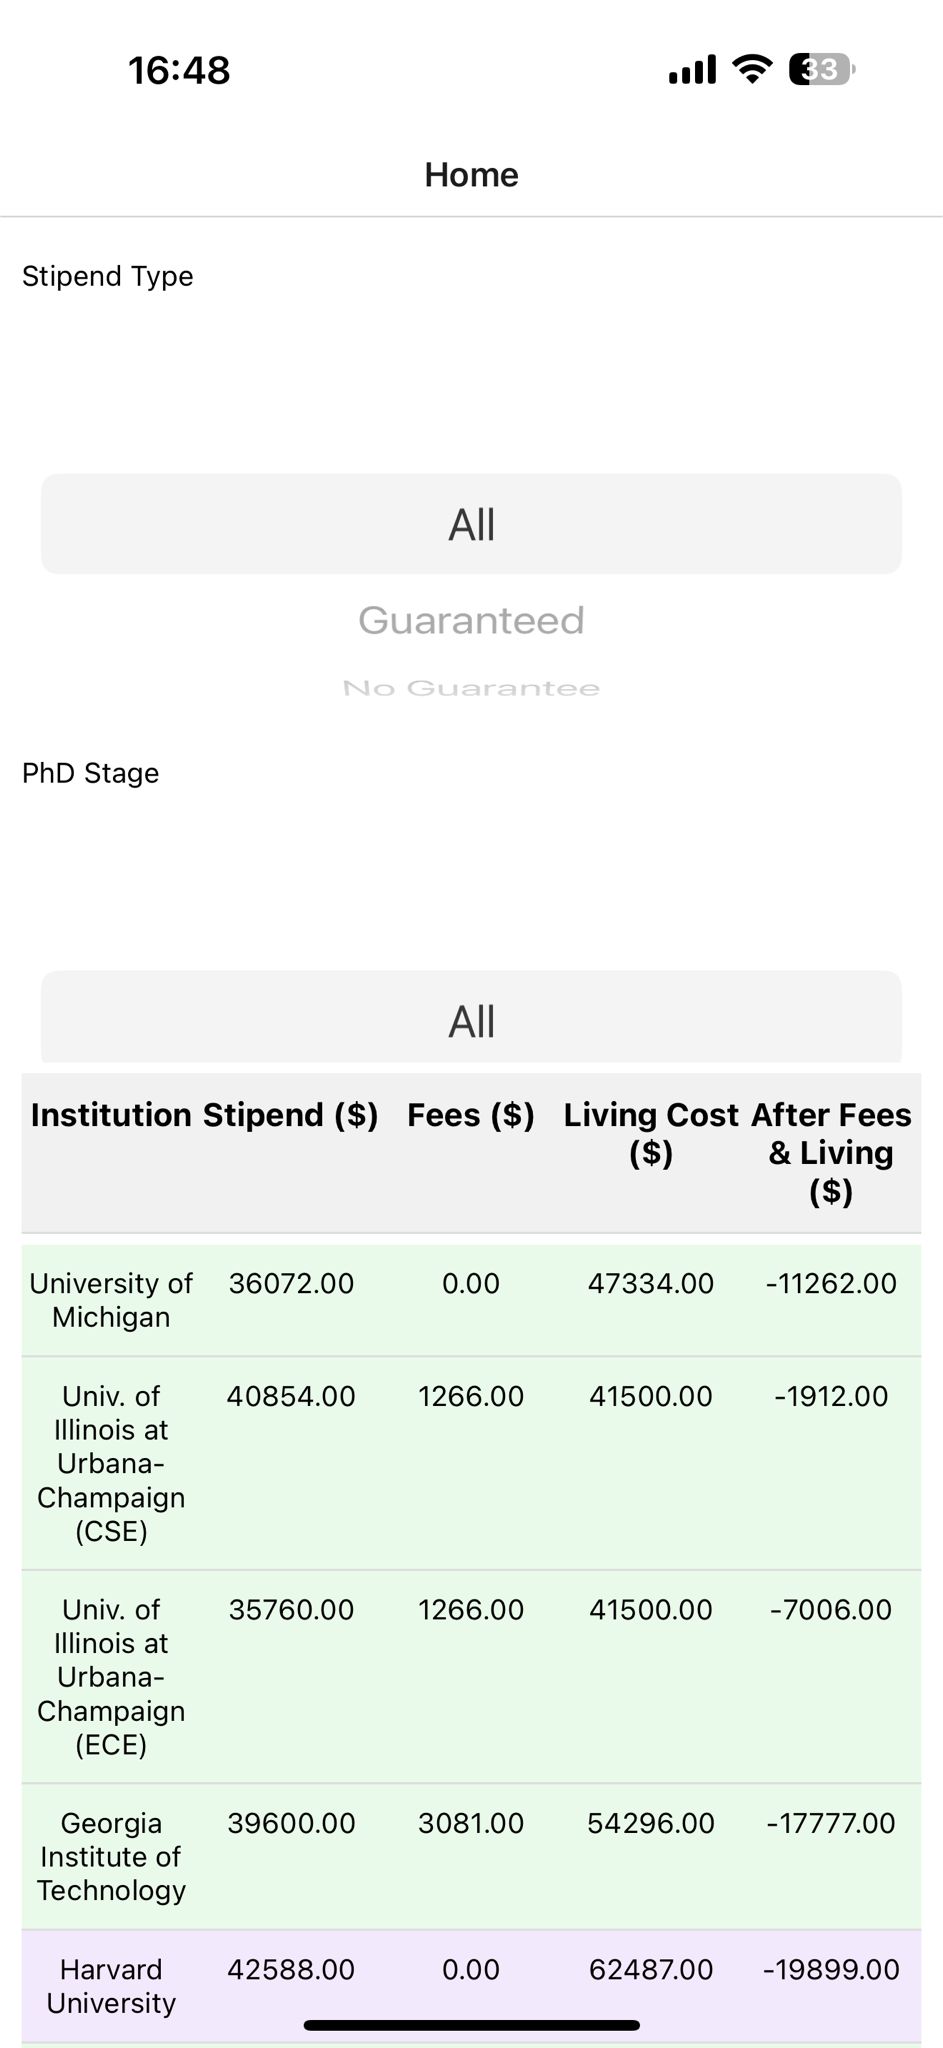 16:48
33
Home
Stipend Type
All
Guaranteed
No Guarantee
PhD Stage
All
Institution Stipend ($) Fees ($) Living Cost ($) After Fees & Living ($)
University of Michigan 36072.00 0.00 47334.00 -11262.00
Univ. of Illinois at Urbana-Champaign (CSE) 40854.00 1266.00 41500.00 -1912.00
Univ. of Illinois at Urbana-Champaign (ECE) 35760.00 1266.00 41500.00 -7006.00
Georgia Institute of Technology 39600.00 3081.00 54296.00 -17777.00
Harvard University 42588.00 0.00 62487.00 -19899.00